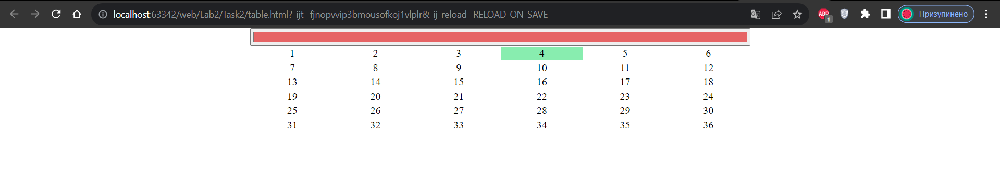 localhost:63342/web/Lab2/Task2/table.html?_ijt=fjnopvvip3bmousofkoj1vlplr&_ij_reload=RELOAD_ON_SAVE ABP 1 Призупинено
1 2 3 4 5 6
7 8 9 10 11 12
13 14 15 16 17 18
19 20 21 22 23 24
25 26 27 28 29 30
31 32 33 34 35 36